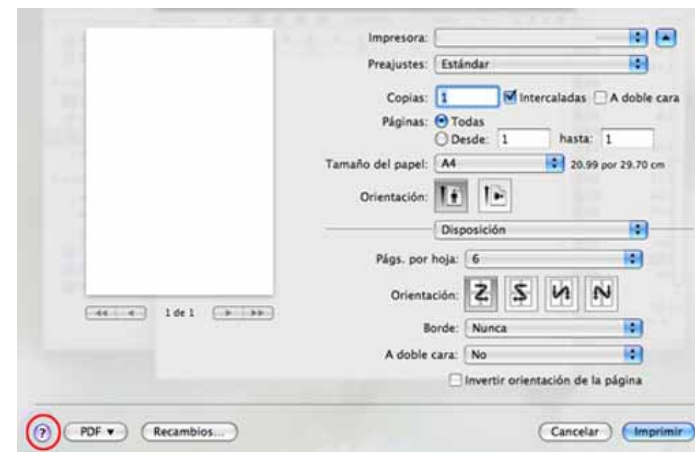 Impresora:
Preajustes: Estándar
Copias: 1 Intercaladas A doble cara
Páginas: Todas
Desde: 1 hasta: 1
Tamaño del papel: A4 20.99 por 29.70 cm
Orientación:
Disposición
Págs. por hoja: 6
Orientación:
Borde: Nunca
A doble cara: No
Invertir orientación de la página
1 de 1
? PDF Recambios... Cancelar Imprimir